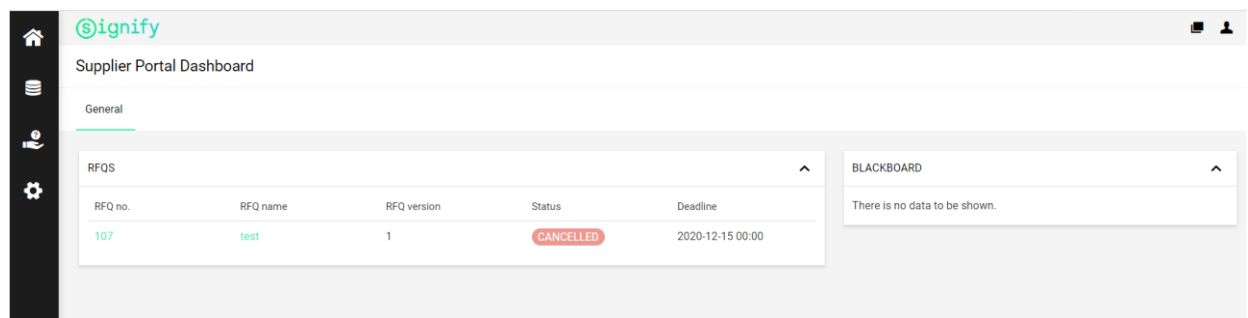 Signify
Supplier Portal Dashboard
General
RFQS
RFQ no. RFQ name RFQ version Status Deadline
107 test 1 CANCELLED 2020-12-15 00:00
BLACKBOARD
There is no data to be shown.